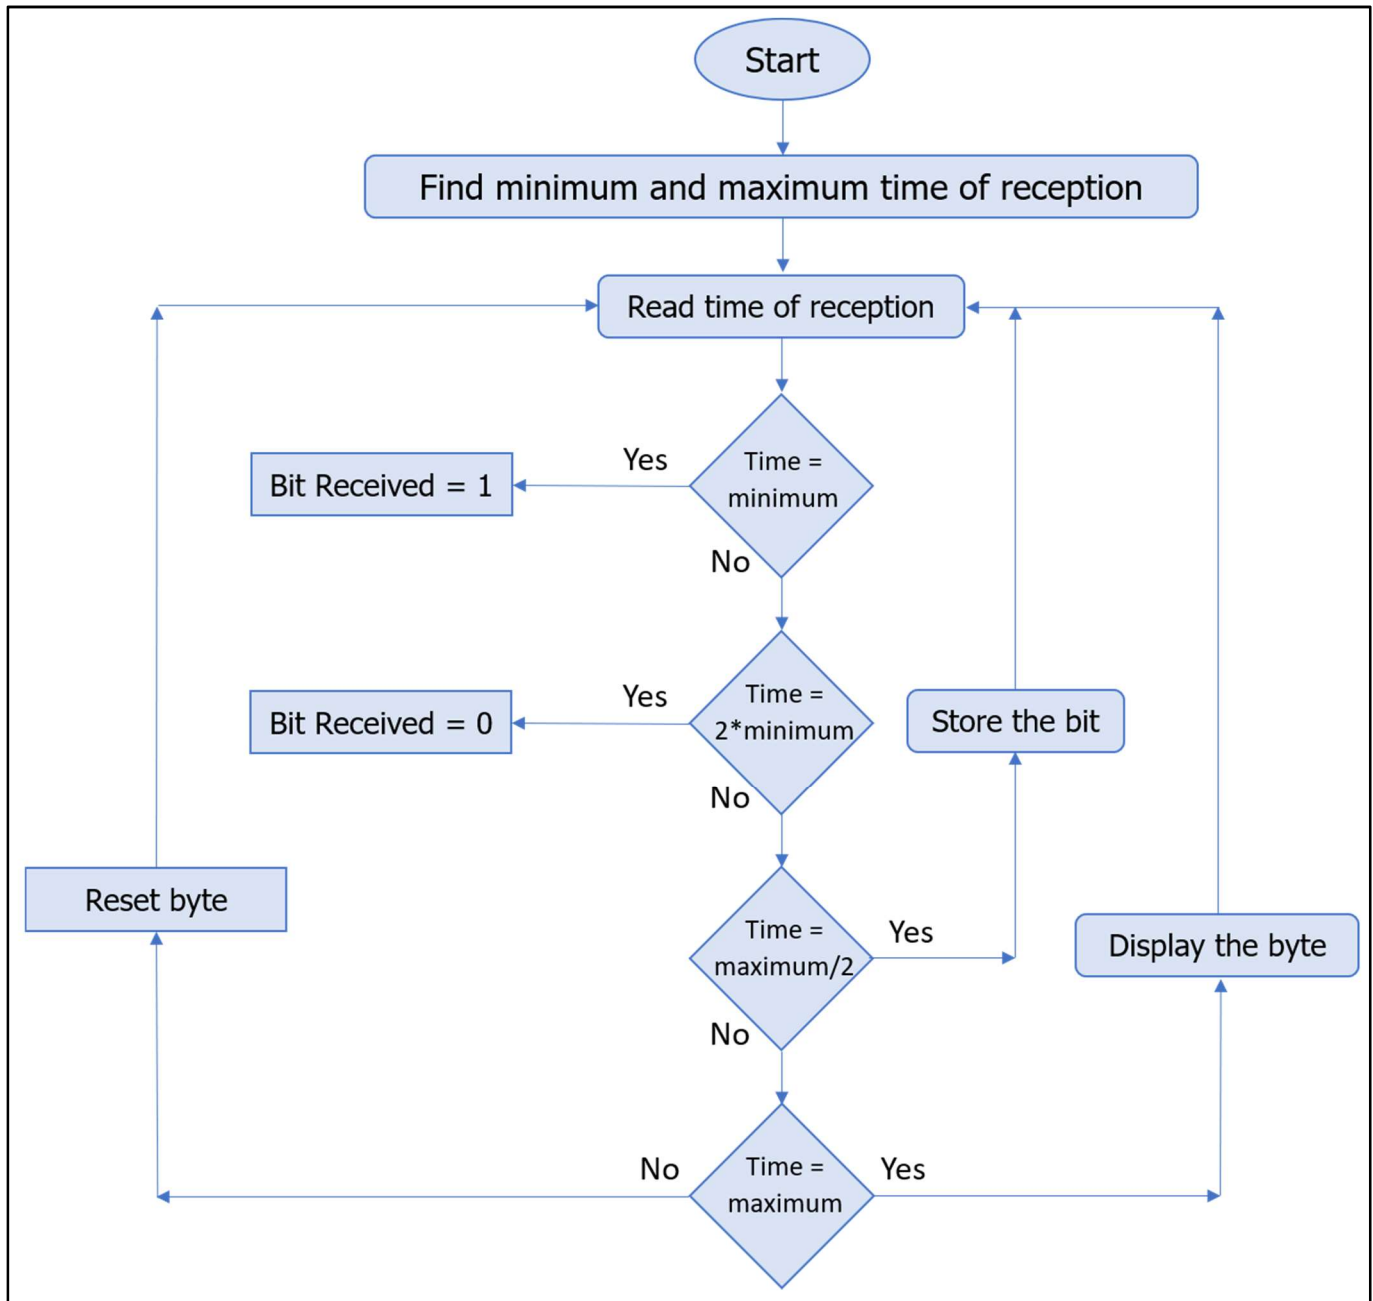 Start
Find minimum and maximum time of reception
Read time of reception
Yes
Time =
minimum
Bit Received = 1
No
Yes
Time =
2*minimum
Bit Received = 0
Store the bit
No
Reset byte
Time =
maximum/2
Yes
Display the byte
No
No
Time =
maximum
Yes